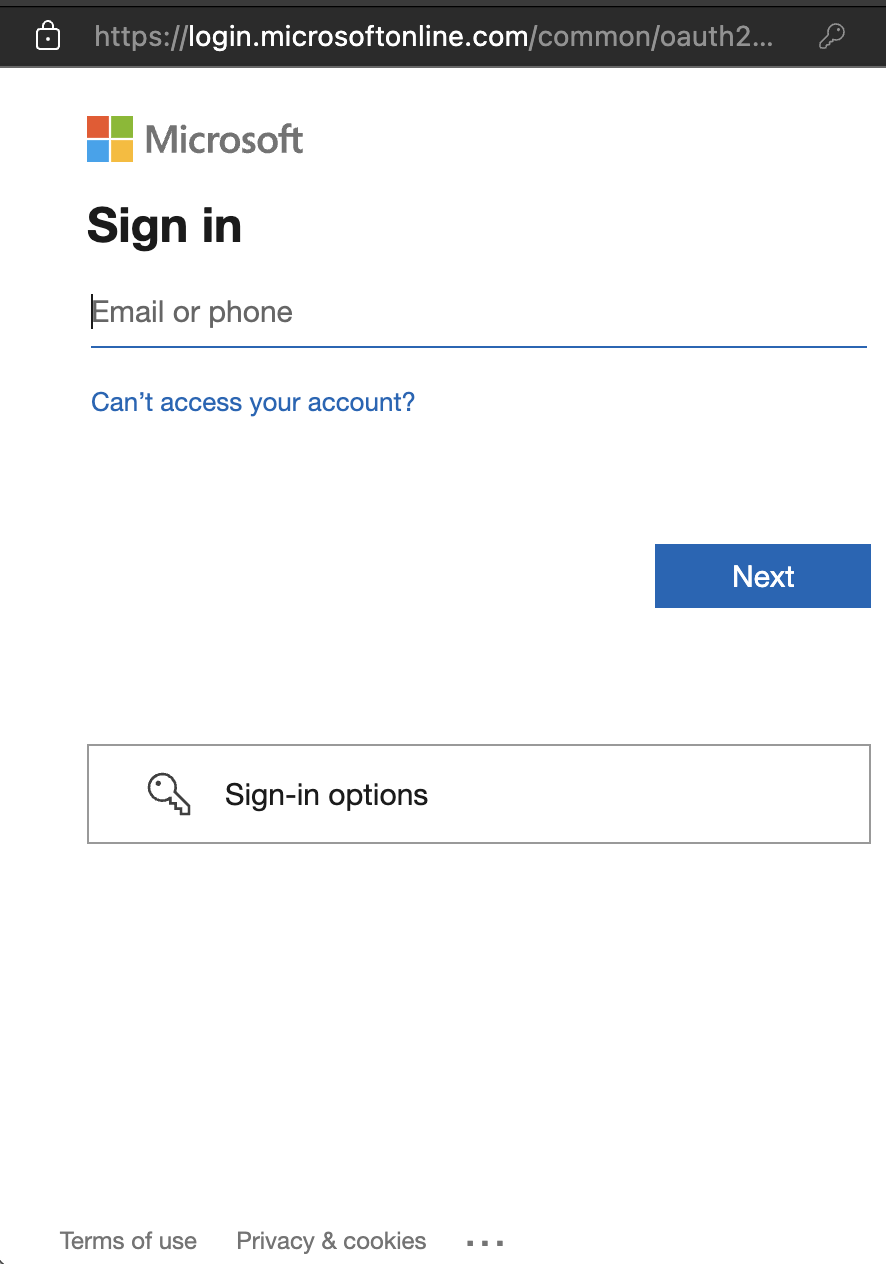 https://login.microsoftonline.com/common/oauth2...
Microsoft
Sign in
Email or phone
Can’t access your account?
Next
Sign-in options
Terms of use Privacy & cookies ...